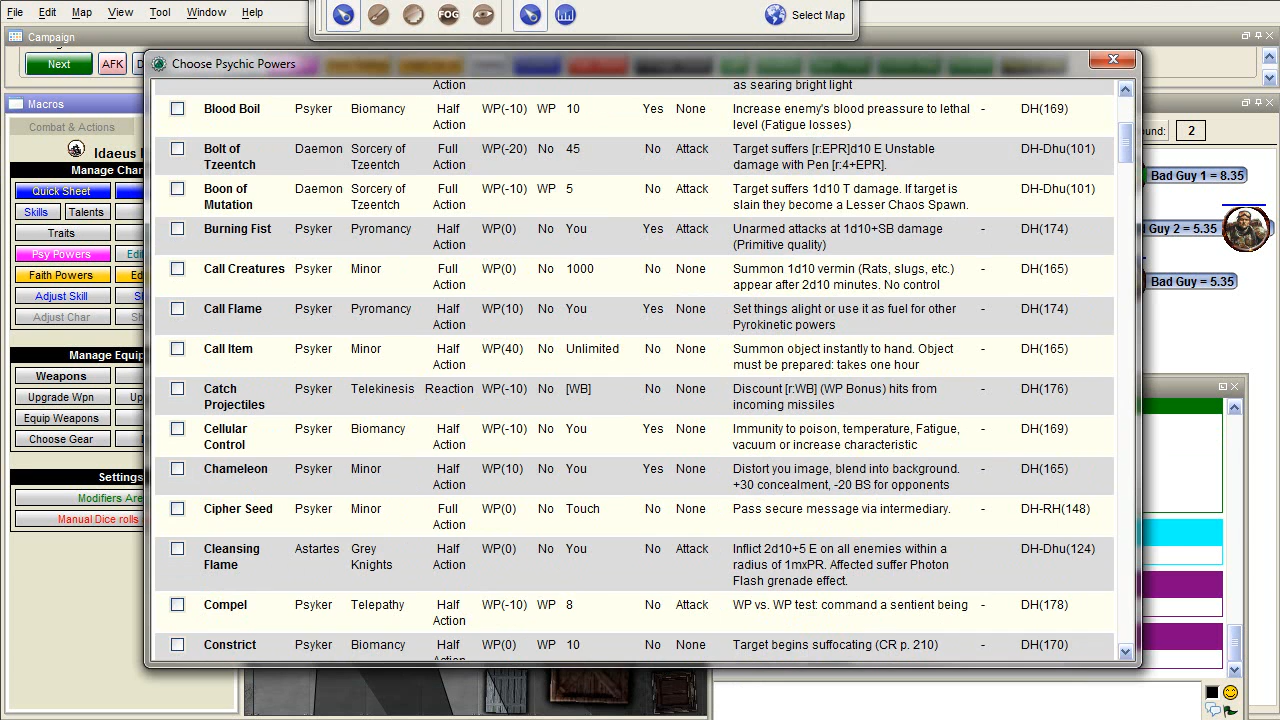 File Edit Map View Tool Window Help
FOG
Select Map
Campaign
Next AFK
Choose Psychic Powers
Macros
Combat & Actions
Idaeus
Manage Char
Quick Sheet
Skills Talents
Traits
Psy Powers
Faith Powers
Adjust Skill
Adjust Char
Manage Equip
Weapons
Upgrade Wpn
Equip Weapons
Choose Gear
Settings
Modifiers Are
Manual Dice rolls
Action as searing bright light
Blood Boil Psyker Biomancy Half WP(-10) WP 10 Yes None Increase enemy's blood preassure to lethal - DH(169)
Action level (Fatigue losses)
Bolt of Daemon Sorcery of Full WP(-20) No 45 No Attack Target suffers [r:EPR]d10 E Unstable DH-Dhu(101)
Tzeentch Tzeentch Action damage with Pen [r:4+EPR].
Boon of Daemon Sorcery of Full WP(0) WP 5 No Attack Target suffers 1d10 T damage. If target is DH-Dhu(101)
Mutation Tzeentch Action slain they become a Lesser Chaos Spawn.
Burning Fist Psyker Pyromancy Half WP(0) No You Yes Attack Unarmed attacks at 1d10+SB damage - DH(174)
Action (Primitive quality)
Call Creatures Psyker Minor Full WP(0) No 1000 No None Summon 1d10 vemin (Rats, slugs, etc.) - DH(165)
Action appear after 2d10 minutes. No control
Call Flame Psyker Pyromancy Half WP(10) No You Yes None Set things alight or use it as fuel for other - DH(174)
Action Pyrokinetic powers
Call Item Psyker Minor Half WP(40) No Unlimited No None Summon object instantly to hand. Object - DH(165)
Action must be prepared: takes one hour
Catch Psyker Telekinesis Reaction WP(-10) No [WB] No None Discount [r:WB] (WP Bonus) hits from - DH(176)
Projectiles incoming missiles
Cellular Psyker Biomancy Half WP(-10) No You Yes None Immunity to poison, temperature, Fatigue, - DH(169)
Control Action vacuum or increase characteristic
Chameleon Psyker Minor Half WP(10) No You Yes None Distort you image, blend into background. - DH(165)
Action +30 concealment, -20 BS for opponents
Cipher Seed Psyker Minor Full WP(0) No Touch No None Pass secure message via intermediary. - DH-RH(148)
Action
Cleansing Astartes Grey Half WP(0) No You No Attack Inflict 2d10+5 E on all enemies within a DH-Dhu(124)
Flame Knights Action radius of 1mxPR. Affected suffer Photon
Flash grenade effect.
Compel Psyker Telepathy Half WP(-10) WP 8 No Attack WP vs. WP test: command a sentient being - DH(178)
Action
Constrict Psyker Biomancy Half WP(0) WP 10 No None Target begins suffocating (CR p. 210) - DH(170)
Action
ound: 2
Bad Guy 1 = 8.35
Bad Guy 2 = 5.35
Bad Guy = 5.35